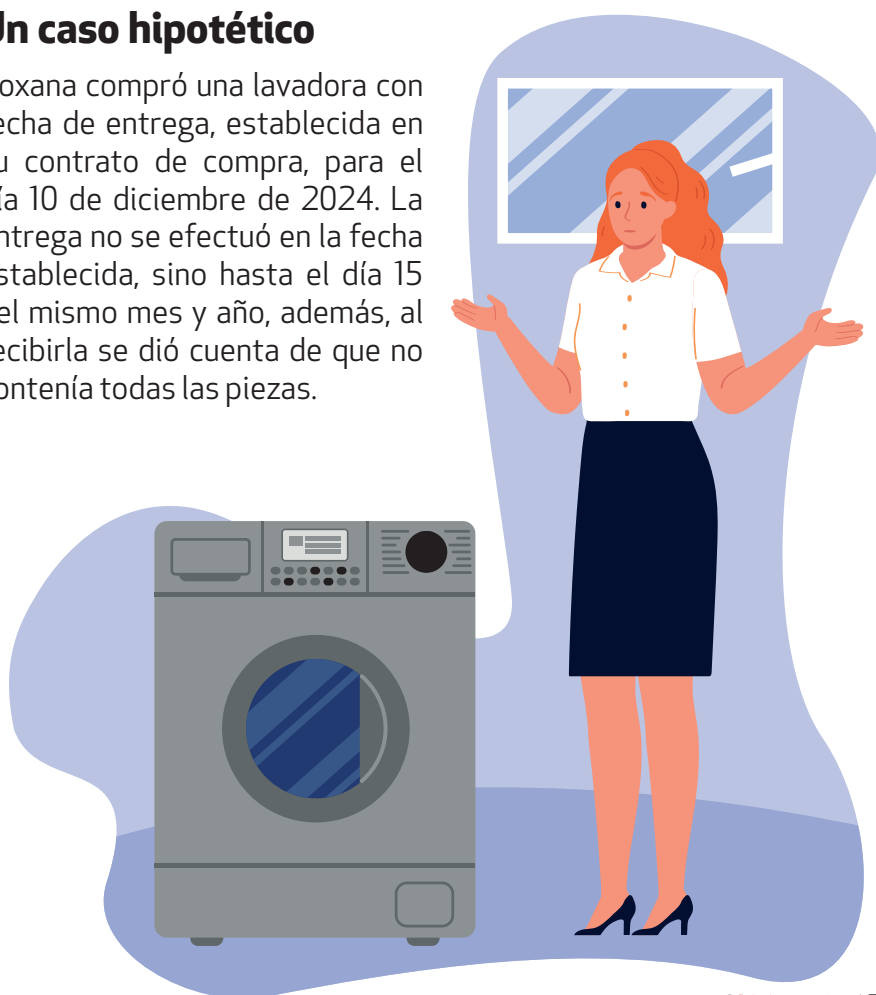 Un caso hipotético
oxana compró una lavadora con
echa de entrega, establecida en
u contrato de compra, para el
ía 10 de diciembre de 2024. La
ntrega no se efectuó en la fecha
stablecida, sino hasta el día 15
el mismo mes y año, además, al
ecibirla se dió cuenta de que no
ontenía todas las piezas.